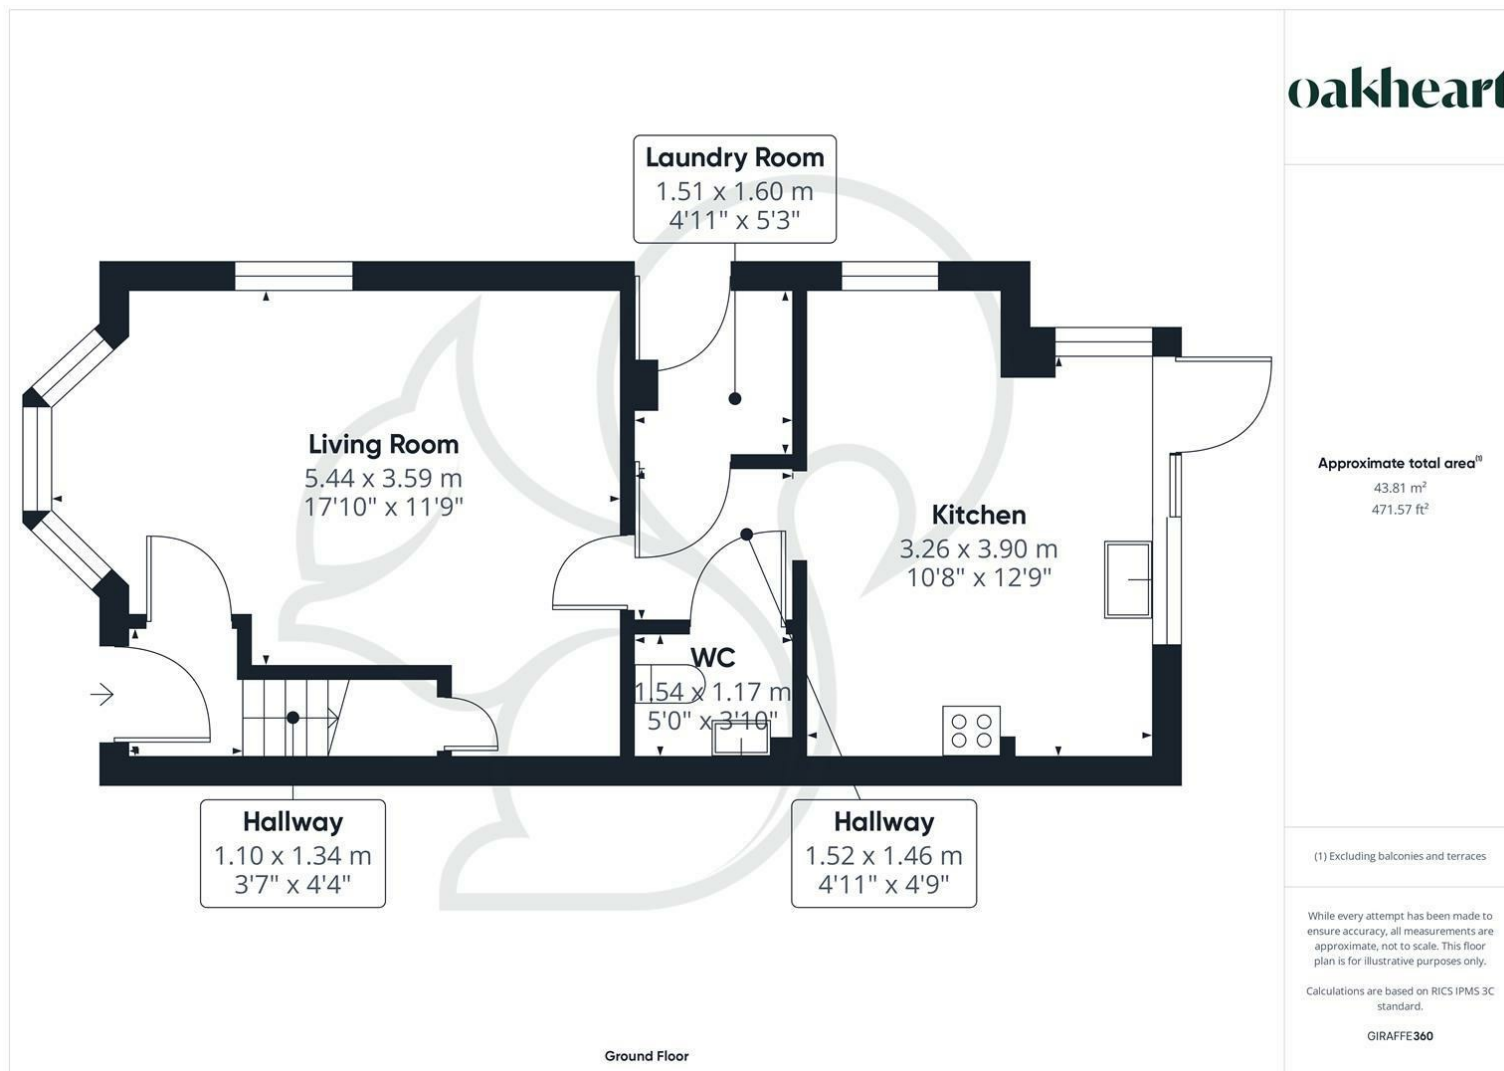 oakheart
Laundry Room
1.51 x 1.60 m
4'11" x 5'3"
Living Room
5.44 x 3.59 m
17'10" x 11'9"
Kitchen
3.26 x 3.90 m
10'8" x 12'9"
WC
1.54 x 1.17 m
5'0" x 3'10"
Hallway
1.10 x 1.34 m
3'7" x 4'4"
Hallway
1.52 x 1.46 m
4'11" x 4'9"
Ground Floor
Approximate total area(1)
43.81 m²
471.57 ft²
(1) Excluding balconies and terraces
While every attempt has been made to
ensure accuracy, all measurements are
approximate, not to scale. This floor
plan is for illustrative purposes only.
Calculations are based on RICS IPMS 3C
standard.
GIRAFFE360